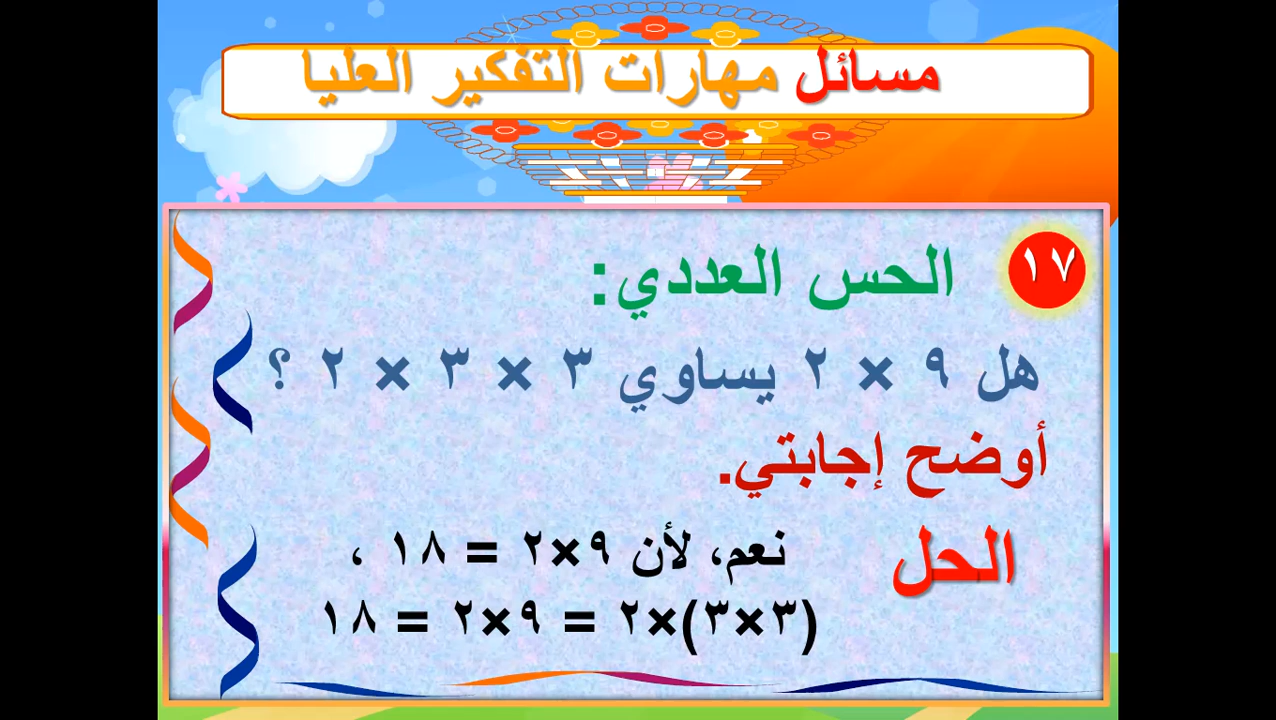 مسائل مهارات التفكير العليا
١٧
الحس العددي:
هل ٩ × ٢ يساوي ٣ × ٣ × ٢ ؟
أوضح إجابتي.
الحل
نعم، لأن ٩×٢ = ١٨ ،
(٣×٣)×٢ = ٩×٢ = ١٨